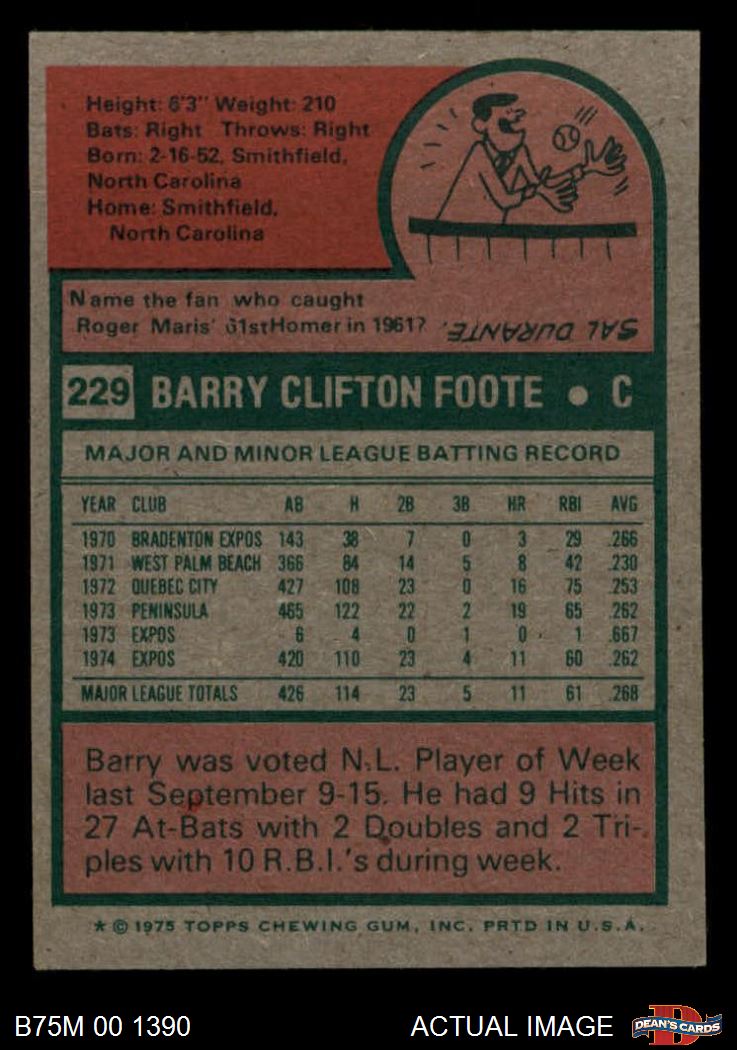 Height: 6'3" Weight: 210
Bats: Right Throws: Right
Born: 2-16-52, Smithfield,
North Carolina
Home: Smithfield,
North Carolina
Name the fan who caught
Roger Maris' 61st Homer in 1961?
SAL DURANTE.
229 BARRY CLIFTON FOOTE • C
MAJOR AND MINOR LEAGUE BATTING RECORD
YEAR CLUB AB H 2B 3B HR RBI AVG
1970 BRADENTON EXPOS 143 38 7 0 3 29 .266
1971 WEST PALM BEACH 366 84 14 5 8 42 .230
1972 QUEBEC CITY 427 108 23 0 16 75 .253
1973 PENINSULA 465 122 22 2 19 65 .262
1973 EXPOS 6 4 0 1 0 1 .667
1974 EXPOS 420 110 23 4 11 60 .262
MAJOR LEAGUE TOTALS 426 114 23 5 11 61 .268
Barry was voted N.L. Player of Week
last September 9-15. He had 9 Hits in
27 At-Bats with 2 Doubles and 2 Tri-
ples with 10 R.B.I.'s during week.
* © 1975 TOPPS CHEWING GUM, INC. PRTD IN U.S.A.
B75M 00 1390 ACTUAL IMAGE
DEAN'S CARDS